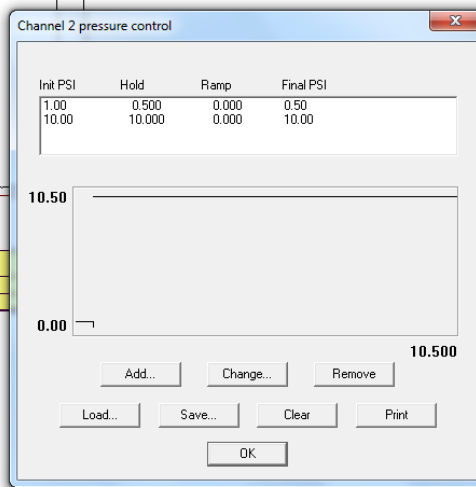 Channel 2 pressure control
Init PSI Hold Ramp Final PSI
1.00 0.500 0.000 0.50
10.00 10.000 0.000 10.00
10.50
0.00
10.500
Add... Change... Remove
Load... Save... Clear Print
OK